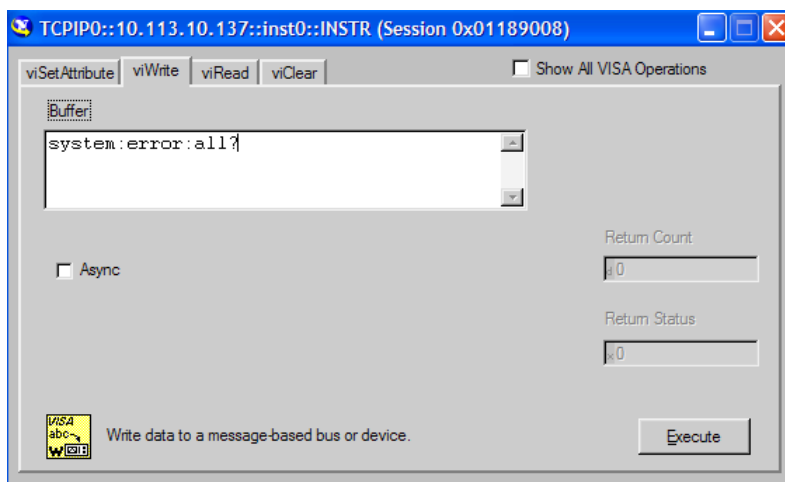 TCPIP0::10.113.10.137::inst0::INSTR (Session 0x01189008)
viSetAttribute viWrite viRead viClear
Show All VISA Operations
Buffer
system:error:all?
Return Count
d 0
Async
Return Status
x 0
VISA
abc
W
Write data to a message-based bus or device.
Execute